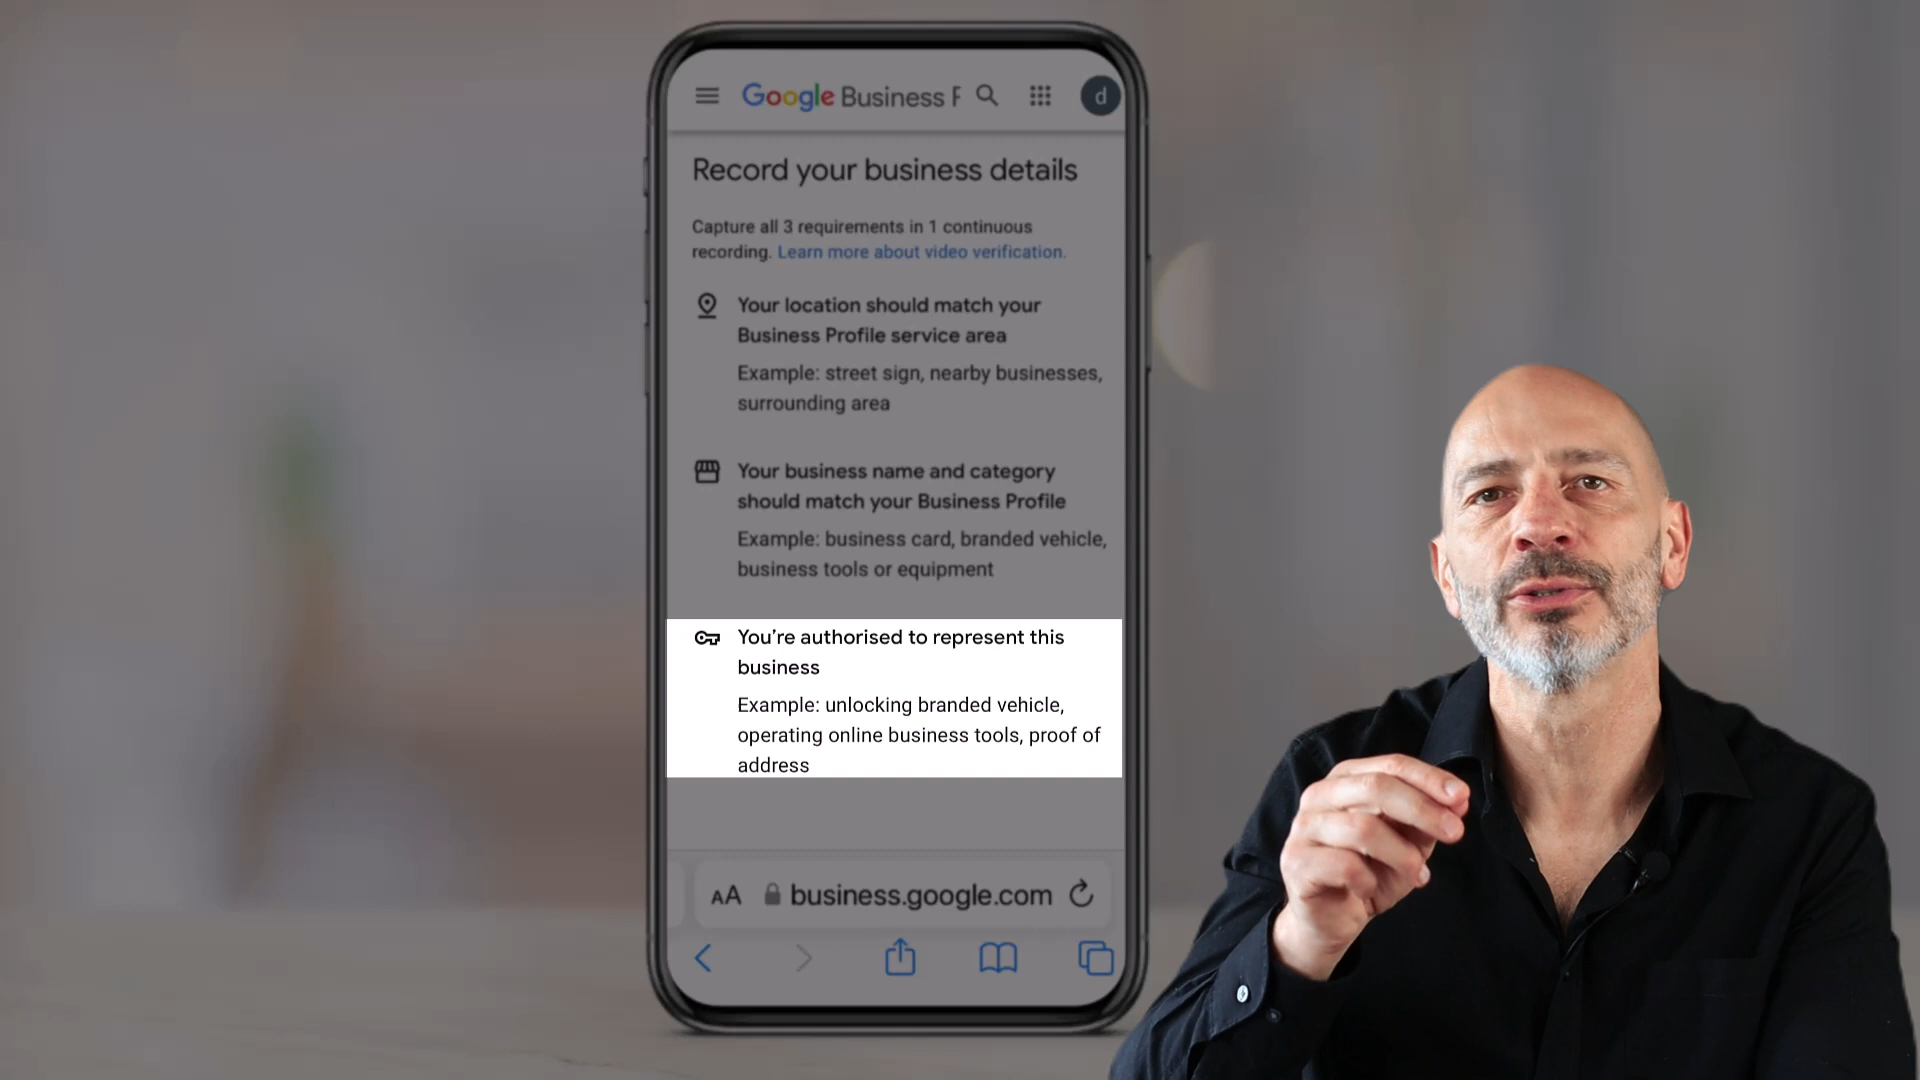 Google Business P
d
Record your business details
Capture all 3 requirements in 1 continuous
recording. Learn more about video verification.
Your location should match your
Business Profile service area
Example: street sign, nearby businesses,
surrounding area
Your business name and category
should match your Business Profile
Example: business card, branded vehicle,
business tools or equipment
You're authorised to represent this
business
Example: unlocking branded vehicle,
operating online business tools, proof of
address
AA business.google.com